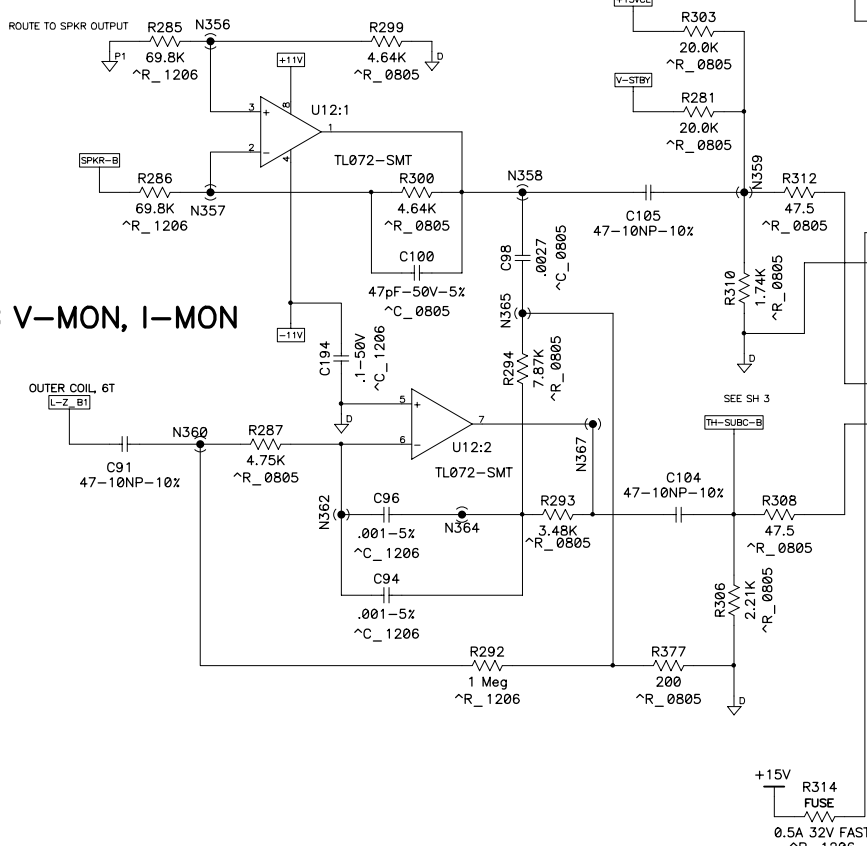 ROUTE TO SPKR OUTPUT
P1
R285
69.8K
^R_1206
N356
R299
4.64K
^R_0805
D
+11V
3
+
8
U12:1
1
2
−
4
TL072-SMT
SPKR-B
R286
69.8K
^R_1206
N357
R300
4.64K
^R_0805
C100
47pF-50V-5%
^C_0805
N358
C98
.0027
^C_0805
C105
47-10NP-10%
R303
20.0K
^R_0805
V-STBY
R281
20.0K
^R_0805
N359
R312
47.5
^R_0805
R310
1.74K
^R_0805
D
V-MON, I-MON
-11V
C194
.1-50V
^C_1206
D
N365
R294
7.87K
^R_0805
OUTER COIL, 6T
L-Z_B1
C91
47-10NP-10%
N360
R287
4.75K
^R_0805
5
+
6
−
7
U12:2
TL072-SMT
N367
SEE SH 3
TH-SUBC-B
N362
C96
.001-5%
^C_1206
N364
R293
3.48K
^R_0805
C104
47-10NP-10%
R308
47.5
^R_0805
C94
.001-5%
^C_1206
R306
2.21K
^R_0805
R292
1 Meg
^R_1206
R377
200
^R_0805
D
+15V
R314
FUSE
0.5A 32V FAST
^R_1206